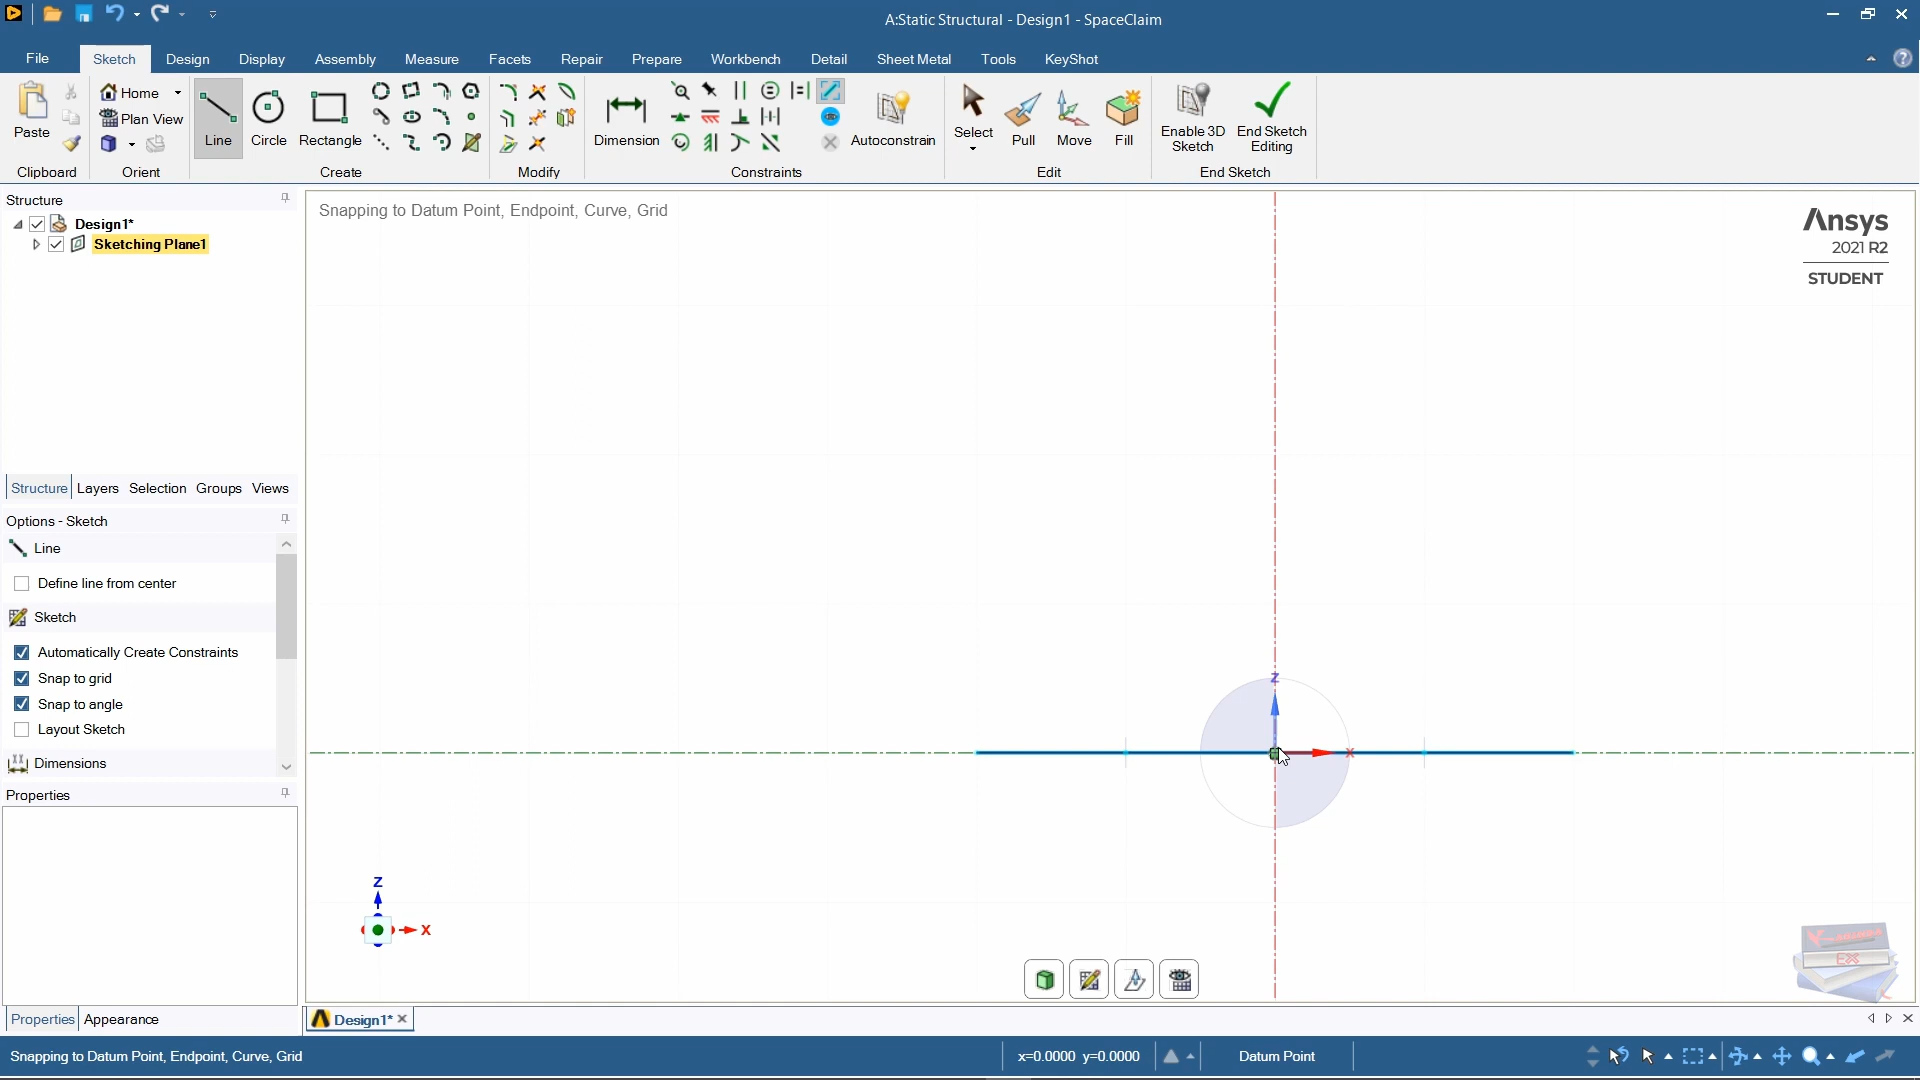 A:Static Structural - Design1 - SpaceClaim
File Sketch Design Display Assembly Measure Facets Repair Prepare Workbench Detail Sheet Metal Tools KeyShot
Paste
Home
Plan View
Line Circle Rectangle
Dimension
Autoconstrain
Select Pull Move Fill
Enable 3D Sketch
End Sketch Editing
Clipboard Orient Create Modify Constraints Edit End Sketch
Structure
Design1*
Sketching Plane1
Structure Layers Selection Groups Views
Options - Sketch
Line
Define line from center
Sketch
Automatically Create Constraints
Snap to grid
Snap to angle
Layout Sketch
Dimensions
Properties
Properties Appearance
Snapping to Datum Point, Endpoint, Curve, Grid
Ansys
2021 R2
STUDENT
Z
X
Z
X
EX
Design1*
Snapping to Datum Point, Endpoint, Curve, Grid
x=0.0000 y=0.0000
Datum Point